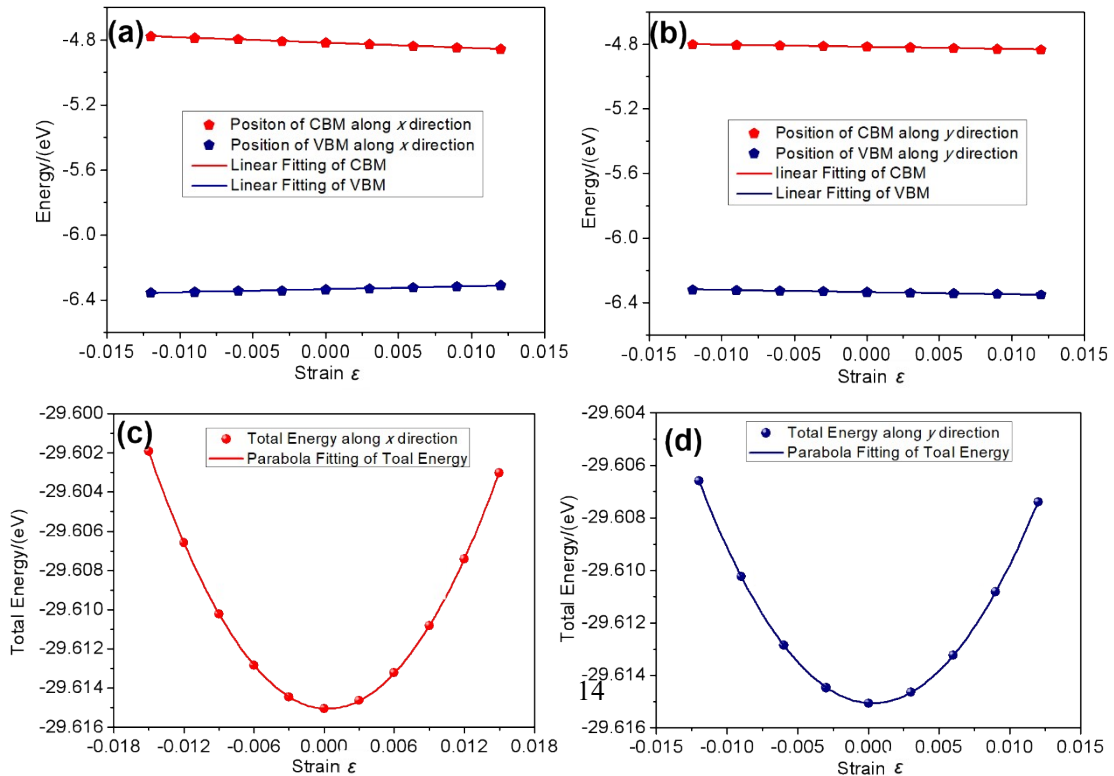 (a)
-4.8
-5.2
-5.6
-6.0
-6.4
Energy/(eV)
Positon of CBM along x direction
Position of VBM along x direction
Linear Fitting of CBM
Linear Fitting of VBM
-0.015 -0.010 -0.005 0.000 0.005 0.010 0.015
Strain ε
(b)
-4.8
-5.2
-5.6
-6.0
-6.4
Energy/(eV)
Position of CBM along y direction
Position of VBM along y direction
linear Fitting of CBM
Linear Fitting of VBM
-0.015 -0.010 -0.005 0.000 0.005 0.010 0.015
Strain ε
(c)
-29.600
-29.602
-29.604
-29.606
-29.608
-29.610
-29.612
-29.614
-29.616
Total Energy/(eV)
Total Energy along x direction
Parabola Fitting of Toal Energy
-0.018 -0.012 -0.006 0.000 0.006 0.012 0.018
Strain ε
(d)
-29.604
-29.606
-29.608
-29.610
-29.612
-29.614
-29.616
Total Energy/(eV)
Total Energy along y direction
Parabola Fitting of Toal Energy
14
-0.015 -0.010 -0.005 0.000 0.005 0.010 0.015
Strain ε